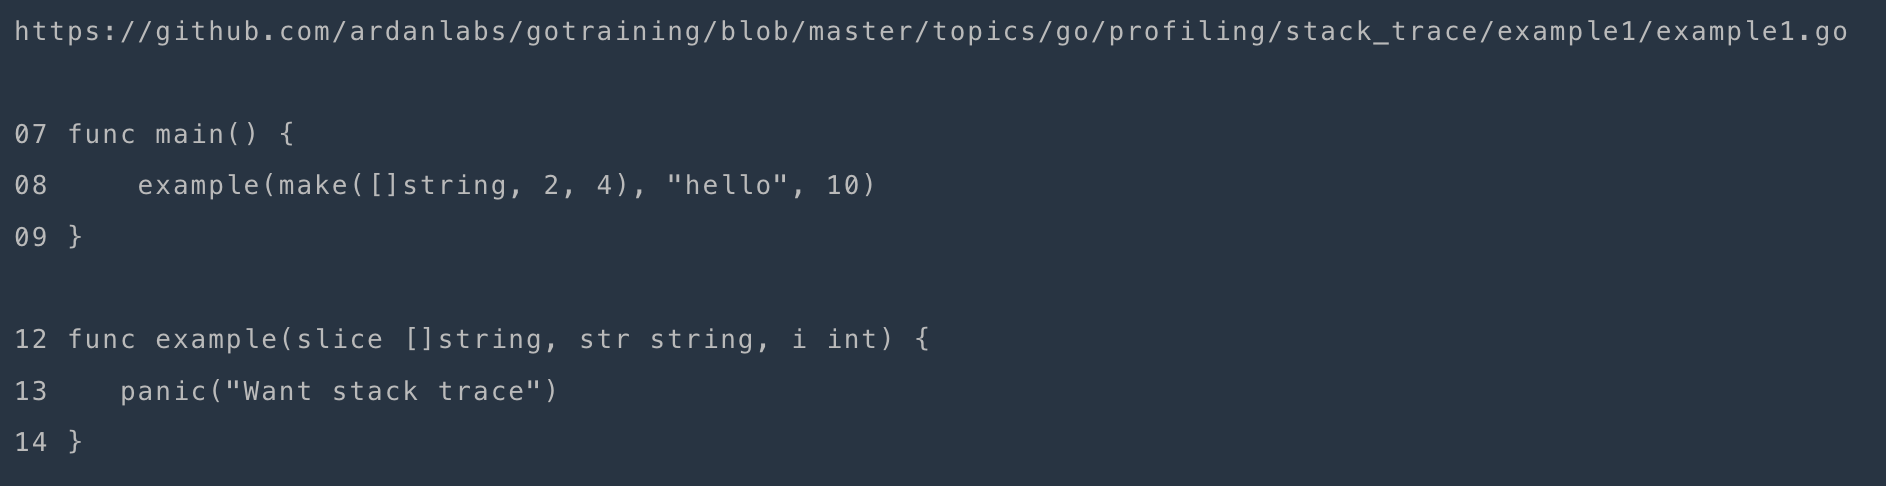 https://github.com/ardanlabs/gotraining/blob/master/topics/go/profiling/stack_trace/example1/example1.go
07 func main() {
08     example(make([]string, 2, 4), "hello", 10)
09 }
12 func example(slice []string, str string, i int) {
13    panic("Want stack trace")
14 }